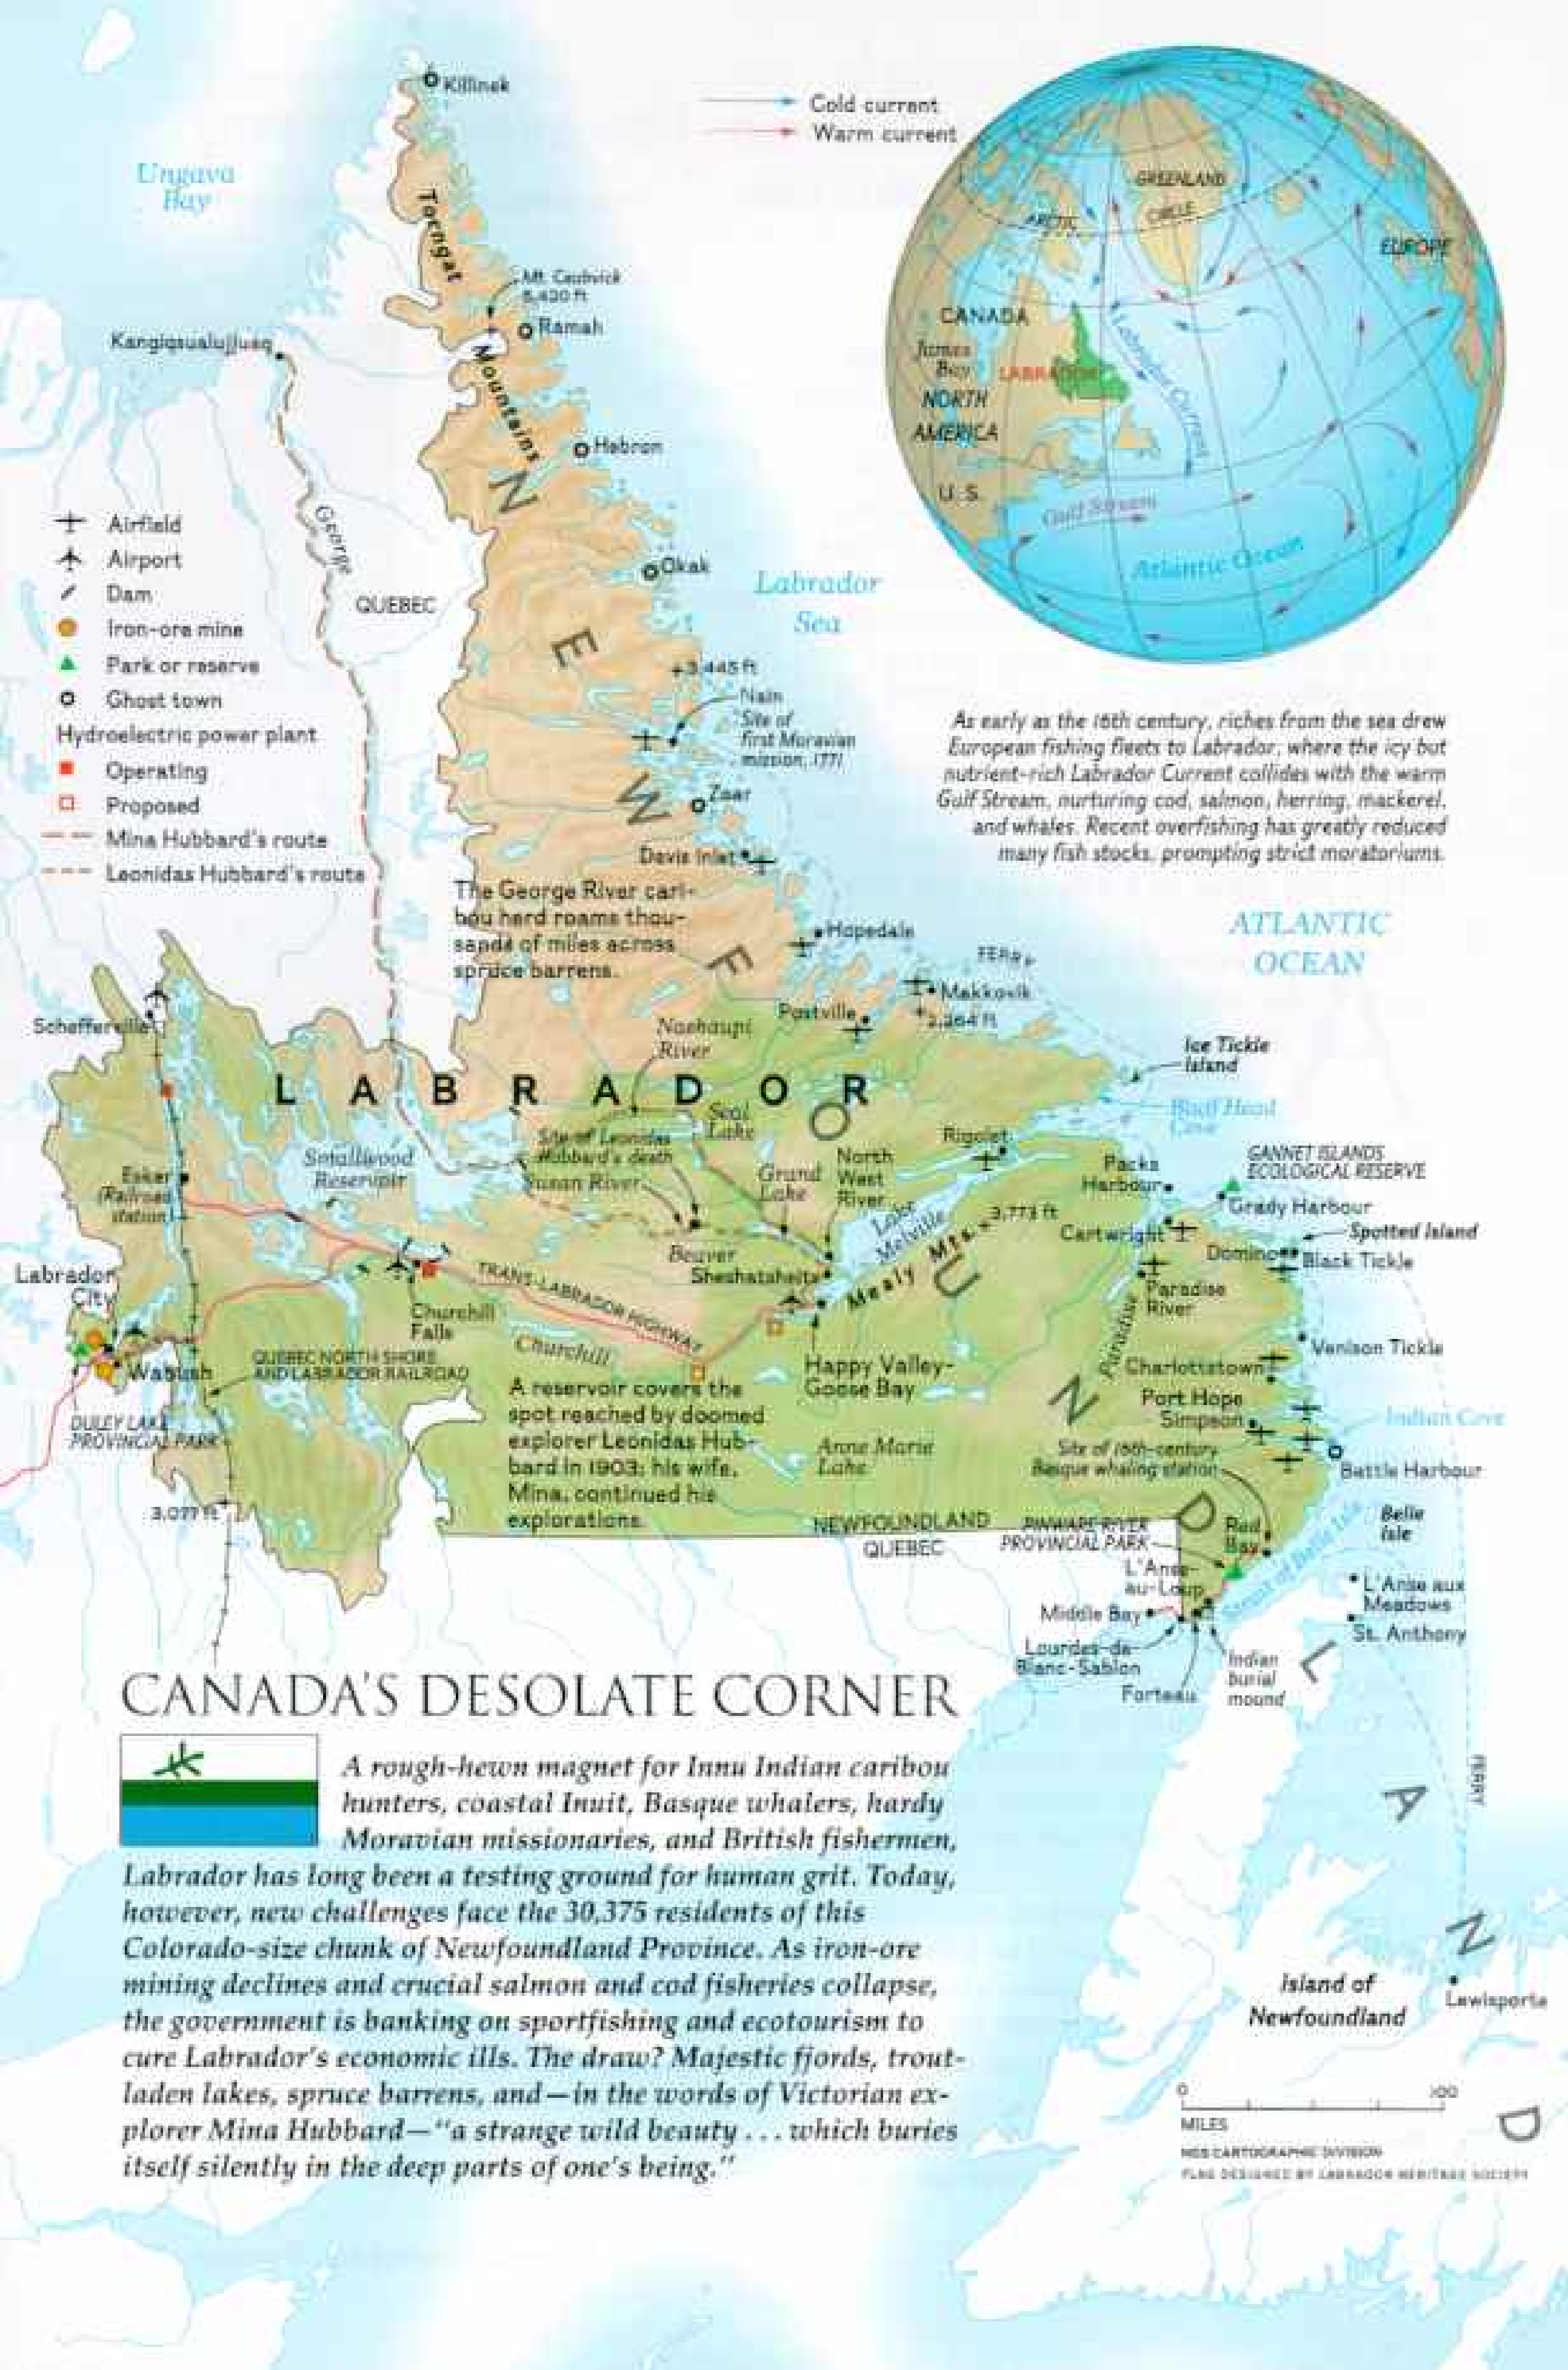 Killinek
Cold current
Warm current
Ungava
Bay
Torngat
Mountains
GREENLAND
ARCTIC
CIRCLE
EUROPE
CANADA
James
Bay
LABRADOR
NORTH
AMERICA
U.S.
Labrador Current
Gulf Stream
Atlantic Ocean
Mt. Caubvick
5,420 ft
Ramah
Kangiqsualujjuaq
Hebron
George
QUEBEC
Okak
Labrador
Sea
Airfield
Airport
Dam
Iron-ore mine
Park or reserve
Ghost town
Hydroelectric power plant
Operating
Proposed
Mina Hubbard's route
Leonidas Hubbard's route
3,445 ft
Nain
Site of
first Moravian
mission, 1771
Zoar
Davis Inlet
As early as the 16th century, riches from the sea drew
European fishing fleets to Labrador, where the icy but
nutrient-rich Labrador Current collides with the warm
Gulf Stream, nurturing cod, salmon, herring, mackerel,
and whales. Recent overfishing has greatly reduced
many fish stocks, prompting strict moratoriums.
The George River cari-
bou herd roams thou-
sands of miles across
spruce barrens.
Hopedale
FERRY
ATLANTIC
OCEAN
Makkovik
2,264 ft
Postville
Schefferville
Naskaupi
River
Ice Tickle
Island
LABRADOR
NEWFOUNDLAND
Seal
Lake
Site of Leonidas
Hubbard's death
Susan River
Smallwood
Reservoir
Esker
(Railroad
station)
Grand
Lake
North
West
River
Rigolet
Lake
Melville
Packs
Harbour
GANNET ISLANDS
ECOLOGICAL RESERVE
Grady Harbour
3,773 ft
Cartwright
Spotted Island
Domino
Black Tickle
Beaver
Sheshatsheits
Mealy Mts.
Paradise
River
Paradise
Labrador
City
Wabush
Churchill
Falls
TRANS-LABRADOR HIGHWAY
Churchill
QUEBEC NORTH SHORE
AND LABRADOR RAILROAD
Happy Valley-
Goose Bay
Venison Tickle
Charlottetown
Port Hope
Simpson
Indian Cove
DULEY LAKE
PROVINCIAL PARK
A reservoir covers the
spot reached by doomed
explorer Leonidas Hub-
bard in 1903; his wife,
Mina, continued his
explorations.
Anne Marie
Lake
Site of 16th-century
Basque whaling station
Battle Harbour
3,077 ft
NEWFOUNDLAND
QUEBEC
PINWARE RIVER
PROVINCIAL PARK
Red
Bay
Belle
Isle
Strait of Belle Isle
L'Anse-
au-Loup
L'Anse aux
Meadows
Middle Bay
St. Anthony
Lourdes-de-
Blanc-Sablon
Forteau
Indian
burial
mound
CANADA'S DESOLATE CORNER
A rough-hewn magnet for Innu Indian caribou
hunters, coastal Inuit, Basque whalers, hardy
Moravian missionaries, and British fishermen,
Labrador has long been a testing ground for human grit. Today,
however, new challenges face the 30,375 residents of this
Colorado-size chunk of Newfoundland Province. As iron-ore
mining declines and crucial salmon and cod fisheries collapse,
the government is banking on sportfishing and ecotourism to
cure Labrador's economic ills. The draw? Majestic fjords, trout-
laden lakes, spruce barrens, and—in the words of Victorian ex-
plorer Mina Hubbard—"a strange wild beauty . . . which buries
itself silently in the deep parts of one's being."
FERRY
Island of
Newfoundland
Lewisporte
0 100
MILES
NGS CARTOGRAPHIC DIVISION
FLAG DESIGNED BY LABRADOR HERITAGE SOCIETY